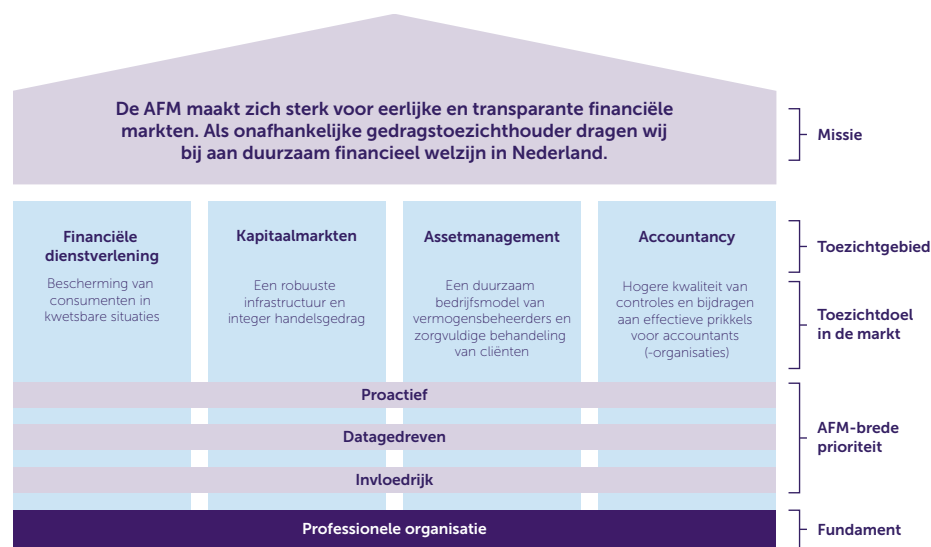 De AFM maakt zich sterk voor eerlijke en transparante financiële
markten. Als onafhankelijke gedragstoezichthouder dragen wij
bij aan duurzaam financieel welzijn in Nederland.
Missie
Financiële
dienstverlening
Bescherming van
consumenten in
kwetsbare situaties
Kapitaalmarkten
Een robuuste
infrastructuur en
integer handelsgedrag
Assetmanagement
Een duurzaam
bedrijfsmodel van
vermogensbeheerders en
zorgvuldige behandeling
van cliënten
Accountancy
Hogere kwaliteit van
controles en bijdragen
aan effectieve prikkels
voor accountants
(-organisaties)
Toezichtgebied
Toezichtdoel
in de markt
Proactief
Datagedreven
Invloedrijk
AFM-brede
prioriteit
Professionele organisatie
Fundament